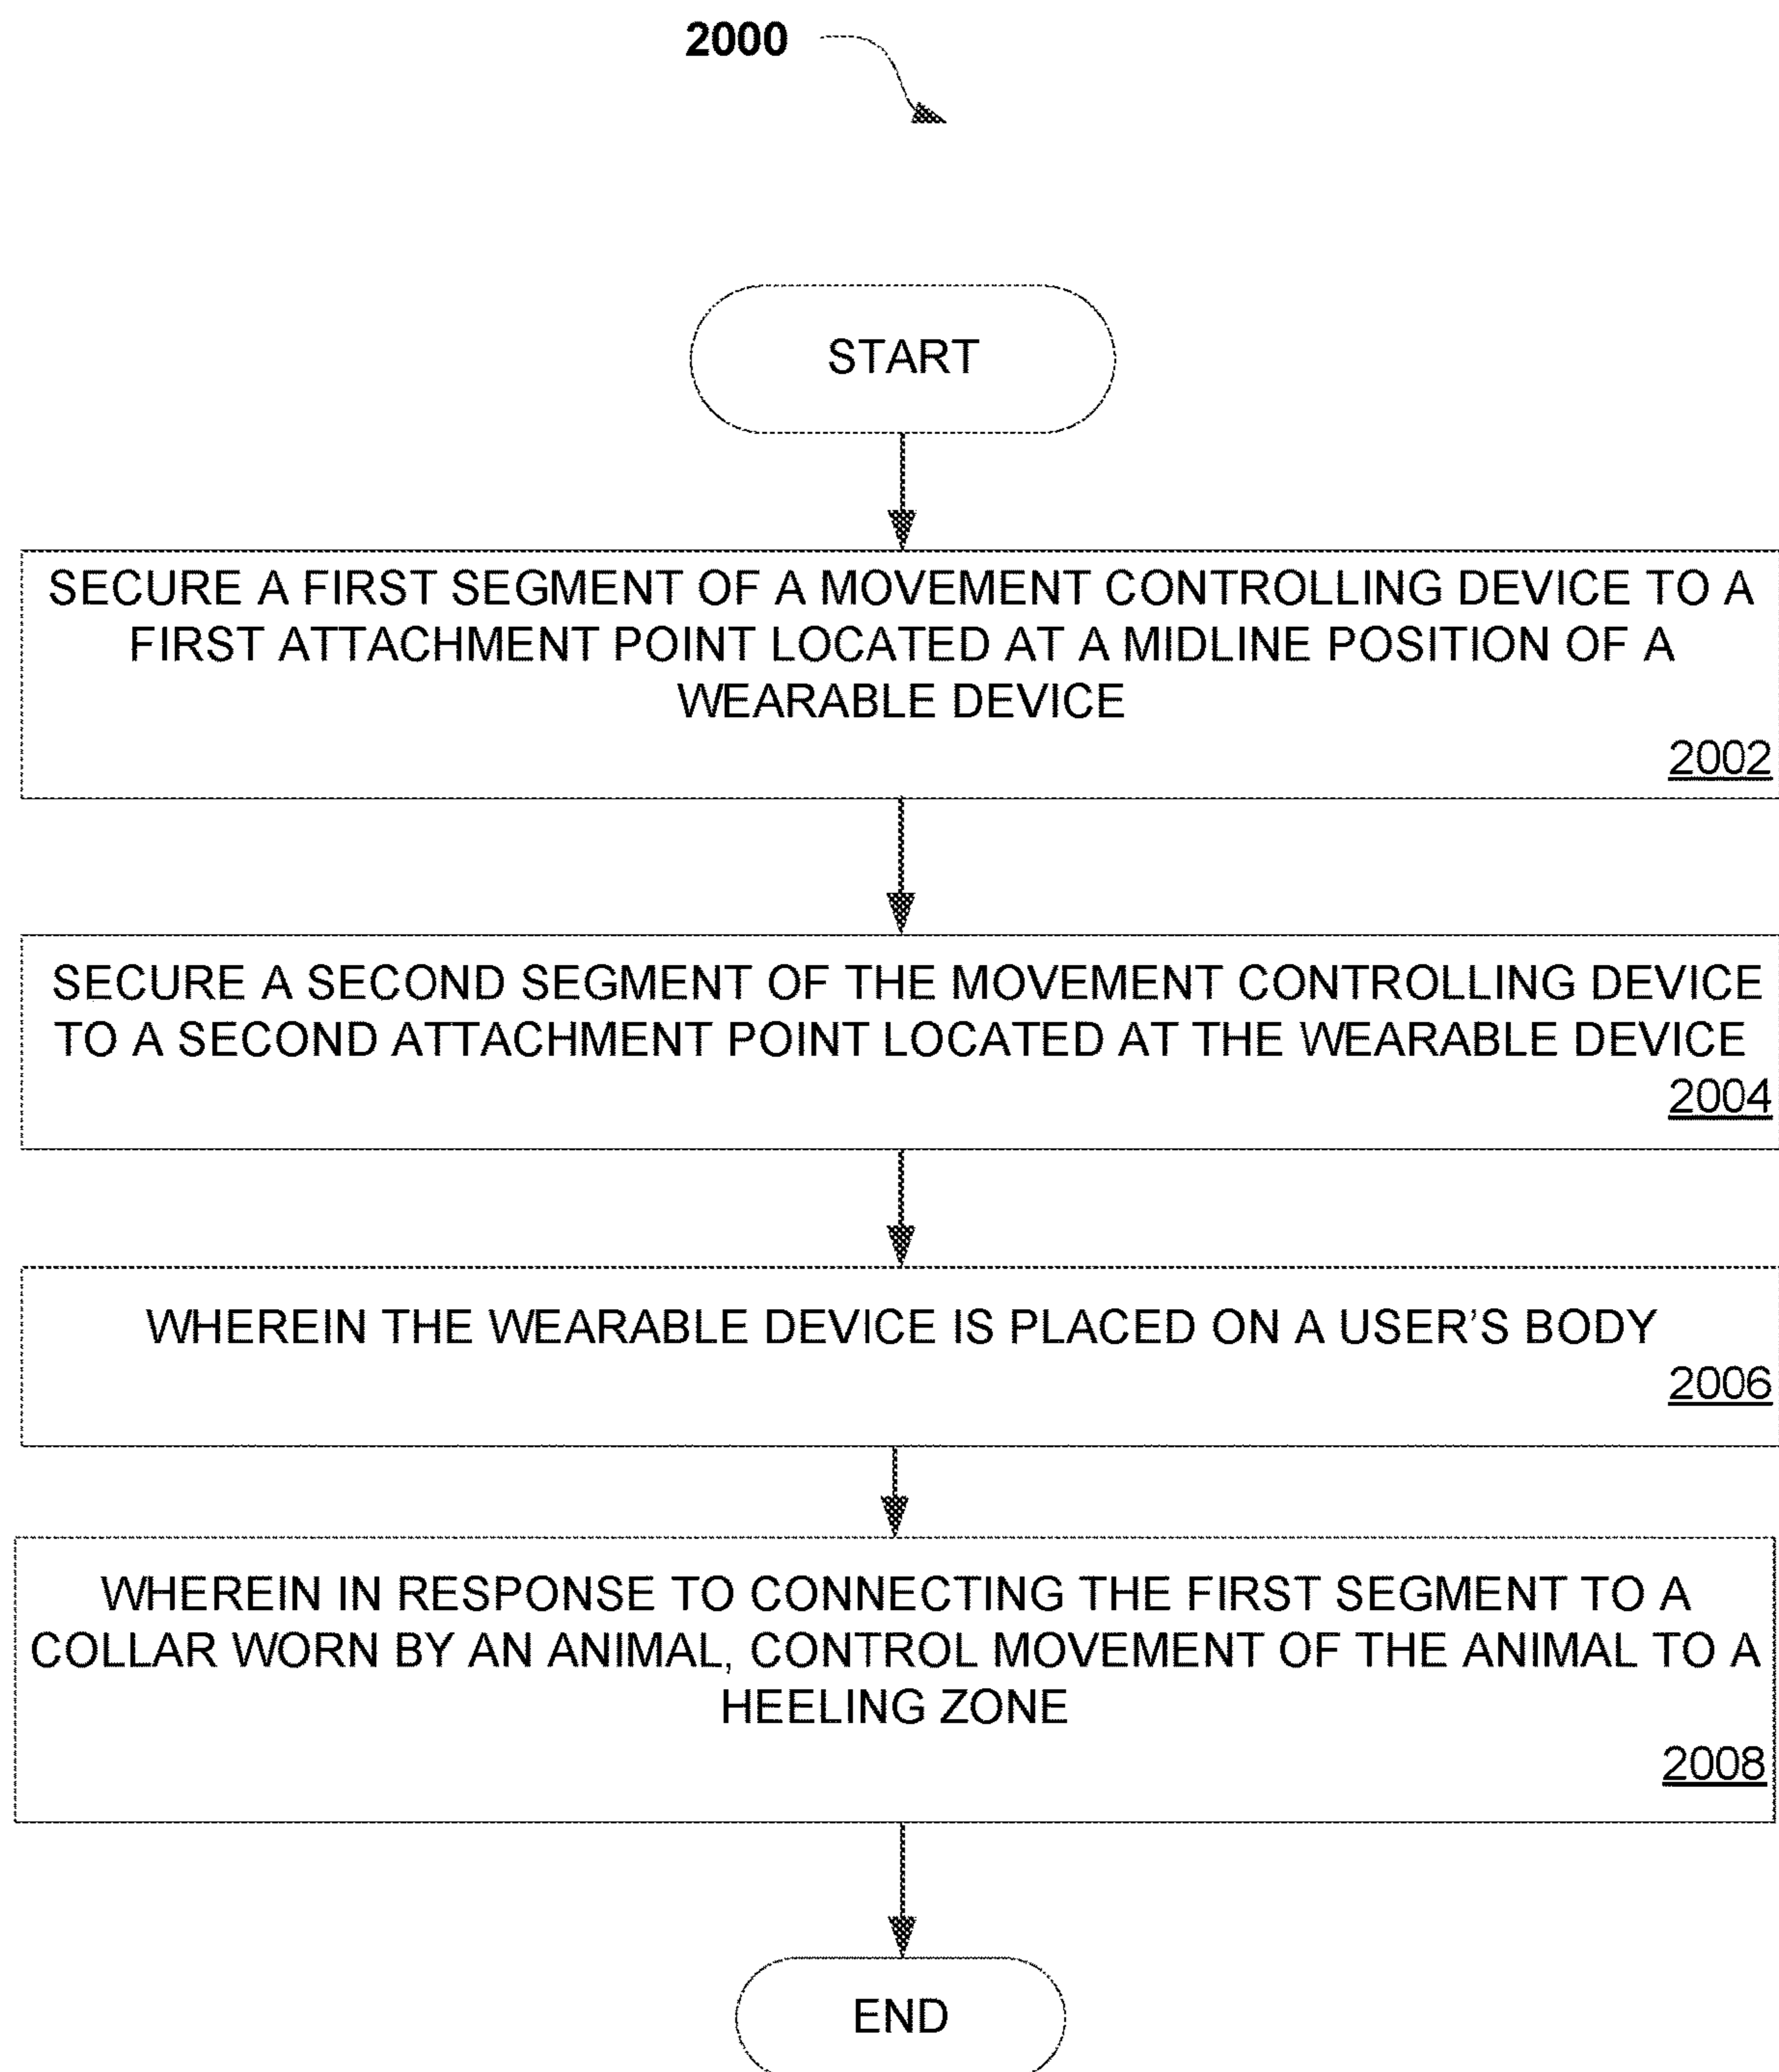 2000
START
SECURE A FIRST SEGMENT OF A MOVEMENT CONTROLLING DEVICE TO A
FIRST ATTACHMENT POINT LOCATED AT A MIDLINE POSITION OF A
WEARABLE DEVICE
2002
SECURE A SECOND SEGMENT OF THE MOVEMENT CONTROLLING DEVICE
TO A SECOND ATTACHMENT POINT LOCATED AT THE WEARABLE DEVICE
2004
WHEREIN THE WEARABLE DEVICE IS PLACED ON A USER’S BODY
2006
WHEREIN IN RESPONSE TO CONNECTING THE FIRST SEGMENT TO A
COLLAR WORN BY AN ANIMAL, CONTROL MOVEMENT OF THE ANIMAL TO A
HEELING ZONE
2008
END